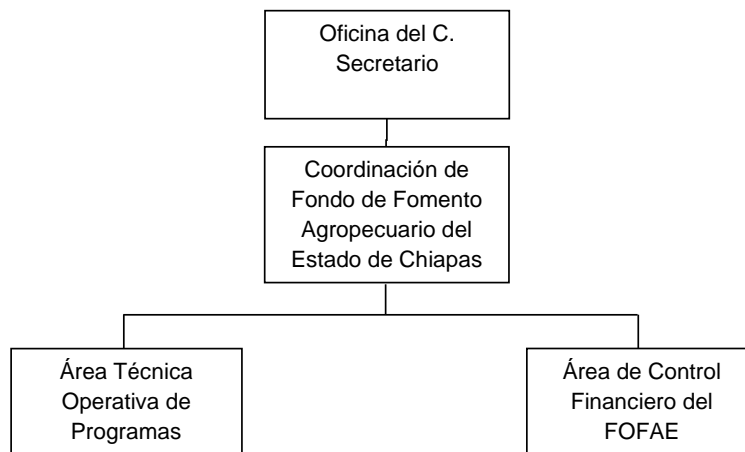 Oficina del C.
Secretario
Coordinación de
Fondo de Fomento
Agropecuario del
Estado de Chiapas
Área Técnica
Operativa de
Programas
Área de Control
Financiero del
FOFAE